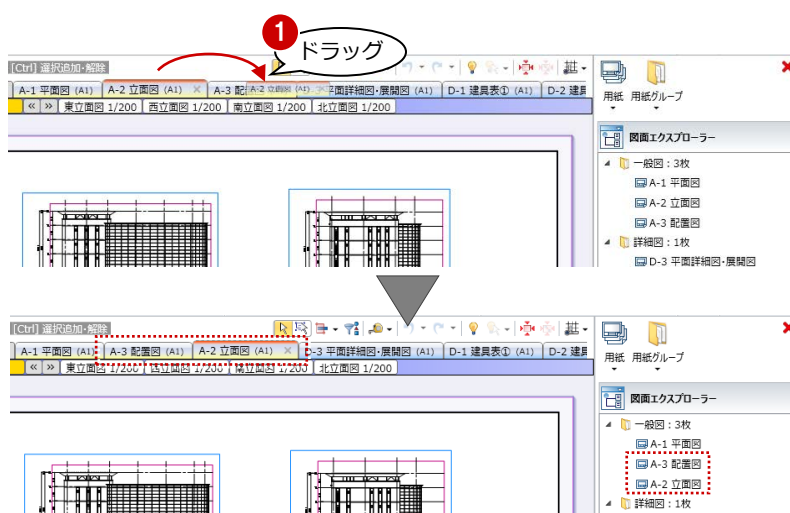 1
ドラッグ
[Ctrl] 選択追加・解除
A-1 平面図 (A1) A-2 立面図 (A1) × A-3 配 A-2 立面図 (A1) 平面詳細図・展開図 (A1) D-1 建具表① (A1) D-2 建具
« » 東立面図 1/200 西立面図 1/200 南立面図 1/200 北立面図 1/200
用紙 用紙グループ
図面エクスプローラー
一般図:3枚
A-1 平面図
A-2 立面図
A-3 配置図
詳細図:1枚
D-3 平面詳細図・展開図
[Ctrl] 選択追加・解除
A-1 平面図 (A1) A-3 配置図 (A1) A-2 立面図 (A1) × D-3 平面詳細図・展開図 (A1) D-1 建具表① (A1) D-2 建具
« » 東立面図 1/200 西立面図 1/200 南立面図 1/200 北立面図 1/200
用紙 用紙グループ
図面エクスプローラー
一般図:3枚
A-1 平面図
A-3 配置図
A-2 立面図
詳細図:1枚